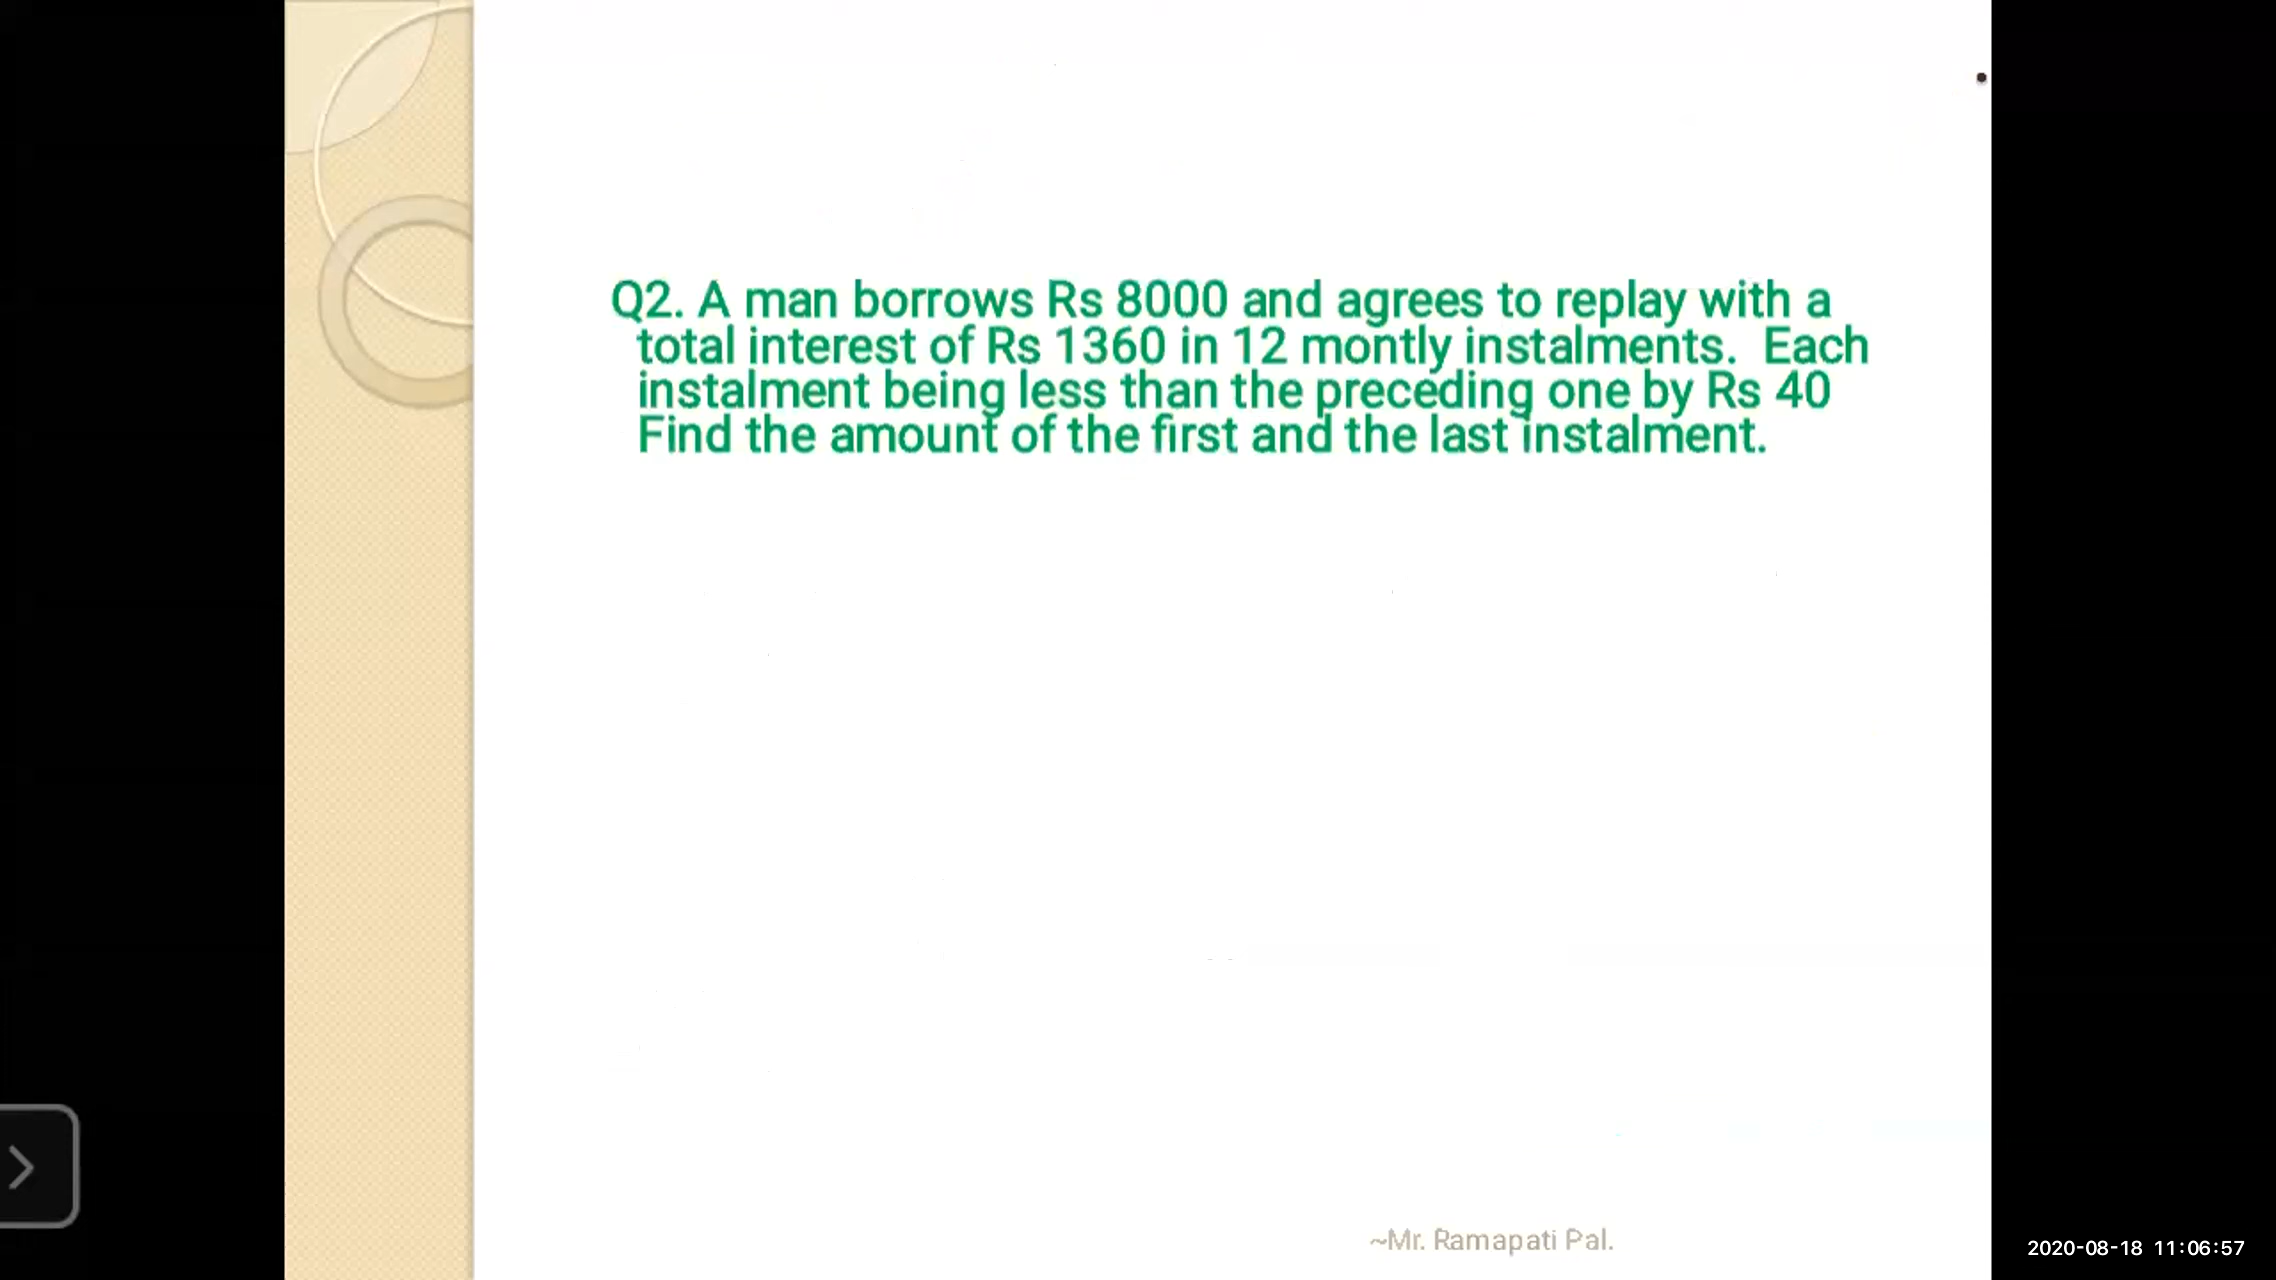 Q2. A man borrows Rs 8000 and agrees to replay with a
total interest of Rs 1360 in 12 montly instalments.  Each
instalment being less than the preceding one by Rs 40
Find the amount of the first and the last instalment.
~Mr. Ramapati Pal.
2020-08-18 11:06:57